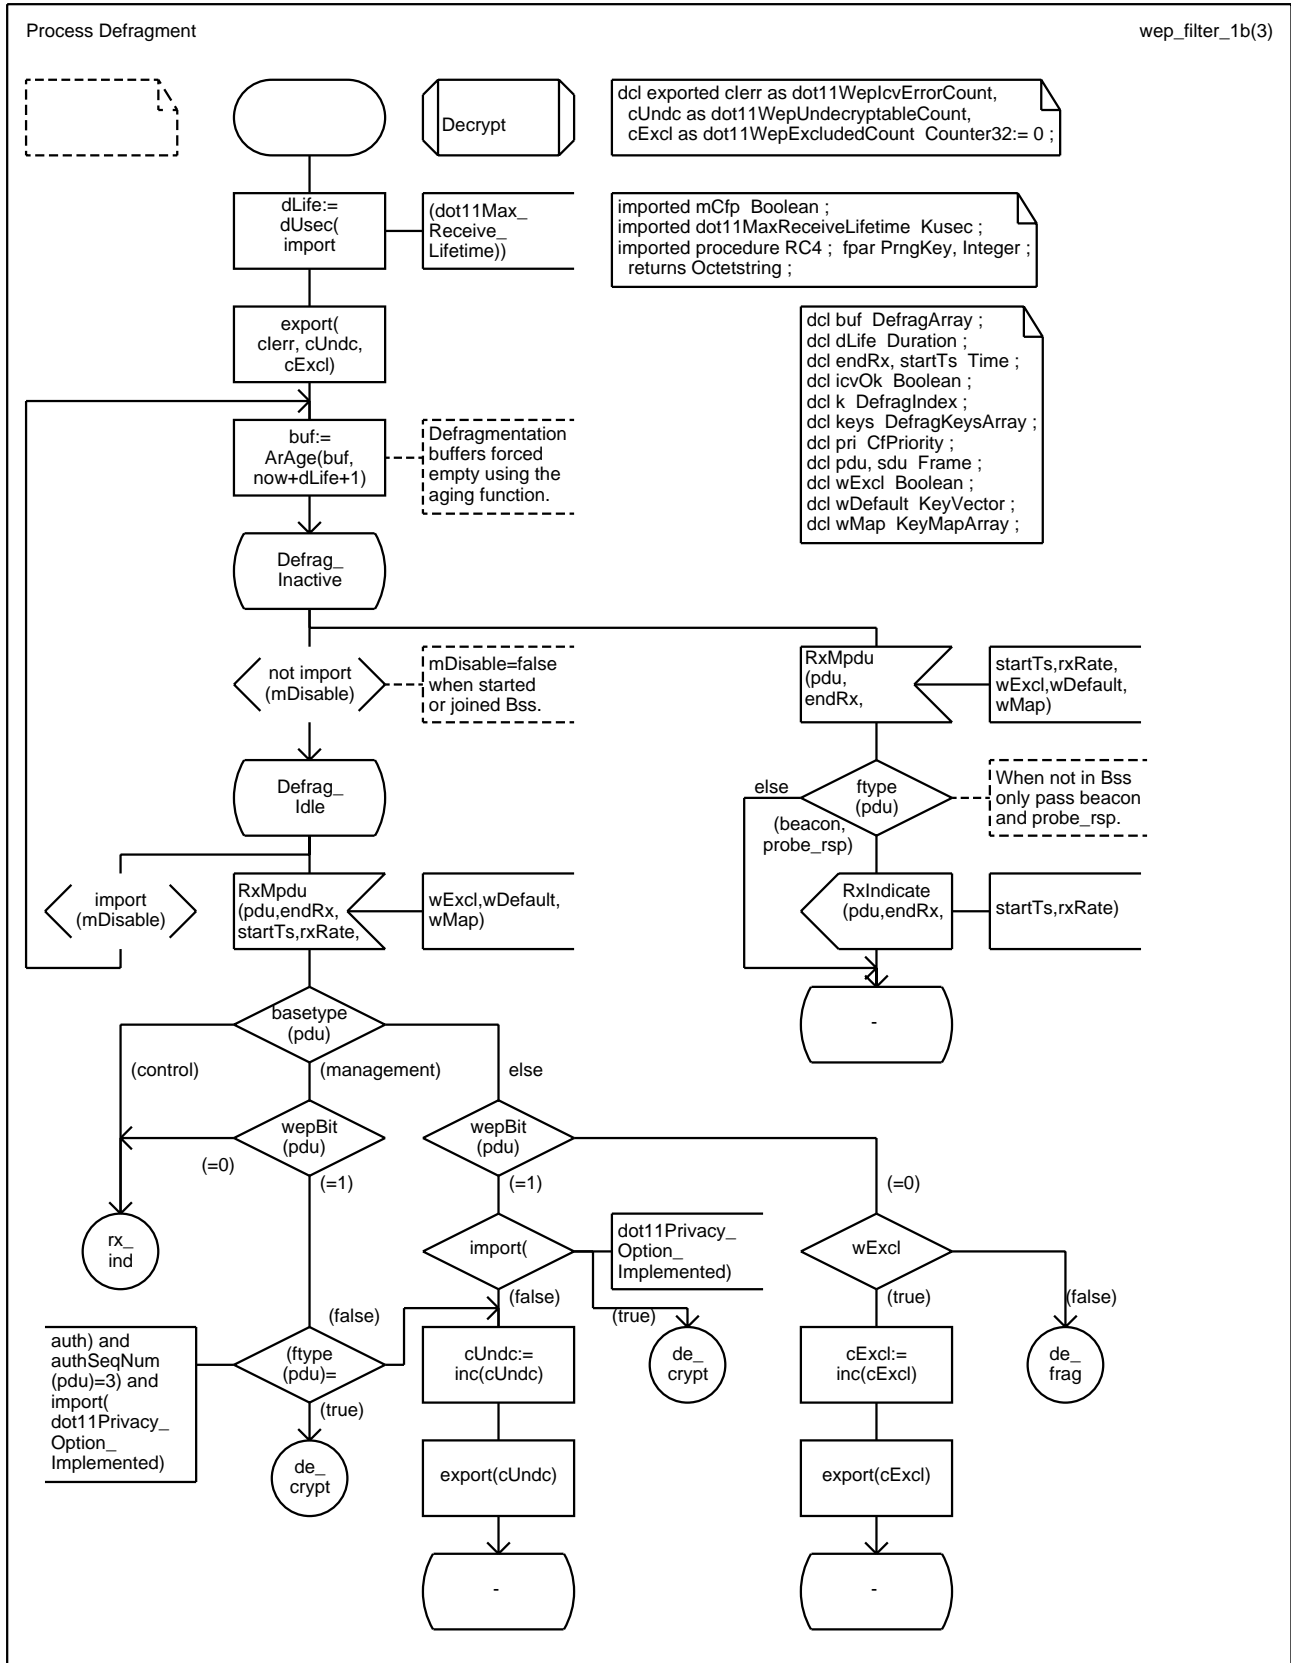 Process Defragment
wep_filter_1b(3)
Decrypt
dcl exported cIerr as dot11WepIcvErrorCount,
cUndc as dot11WepUndecryptableCount,
cExcl as dot11WepExcludedCount Counter32:= 0 ;
dLife:=
dUsec(
import
(dot11Max_
Receive_
Lifetime))
imported mCfp Boolean ;
imported dot11MaxReceiveLifetime Kusec ;
imported procedure RC4 ; fpar PrngKey, Integer ;
returns Octetstring ;
export(
cIerr, cUndc,
cExcl)
dcl buf DefragArray ;
dcl dLife Duration ;
dcl endRx, startTs Time ;
dcl icvOk Boolean ;
dcl k DefragIndex ;
dcl keys DefragKeysArray ;
dcl pri CfPriority ;
dcl pdu, sdu Frame ;
dcl wExcl Boolean ;
dcl wDefault KeyVector ;
dcl wMap KeyMapArray ;
buf:=
ArAge(buf,
now+dLife+1)
Defragmentation
buffers forced
empty using the
aging function.
Defrag_
Inactive
not import
(mDisable)
mDisable=false
when started
or joined Bss.
RxMpdu
(pdu,
endRx,
startTs,rxRate,
wExcl,wDefault,
wMap)
Defrag_
Idle
else
ftype
(pdu)
When not in Bss
only pass beacon
and probe_rsp.
(beacon,
probe_rsp)
import
(mDisable)
RxMpdu
(pdu,endRx,
startTs,rxRate,
wExcl,wDefault,
wMap)
RxIndicate
(pdu,endRx,
startTs,rxRate)
-
basetype
(pdu)
(control)
(management)
else
wepBit
(pdu)
wepBit
(pdu)
(=0)
(=1)
(=1)
(=0)
rx_
ind
import(
dot11Privacy_
Option_
Implemented)
wExcl
(false)
(false)
(true)
(true)
(false)
auth) and
authSeqNum
(pdu)=3) and
import(
dot11Privacy_
Option_
Implemented)
(ftype
(pdu)=
cUndc:=
inc(cUndc)
de_
crypt
cExcl:=
inc(cExcl)
de_
frag
(true)
de_
crypt
export(cUndc)
export(cExcl)
-
-